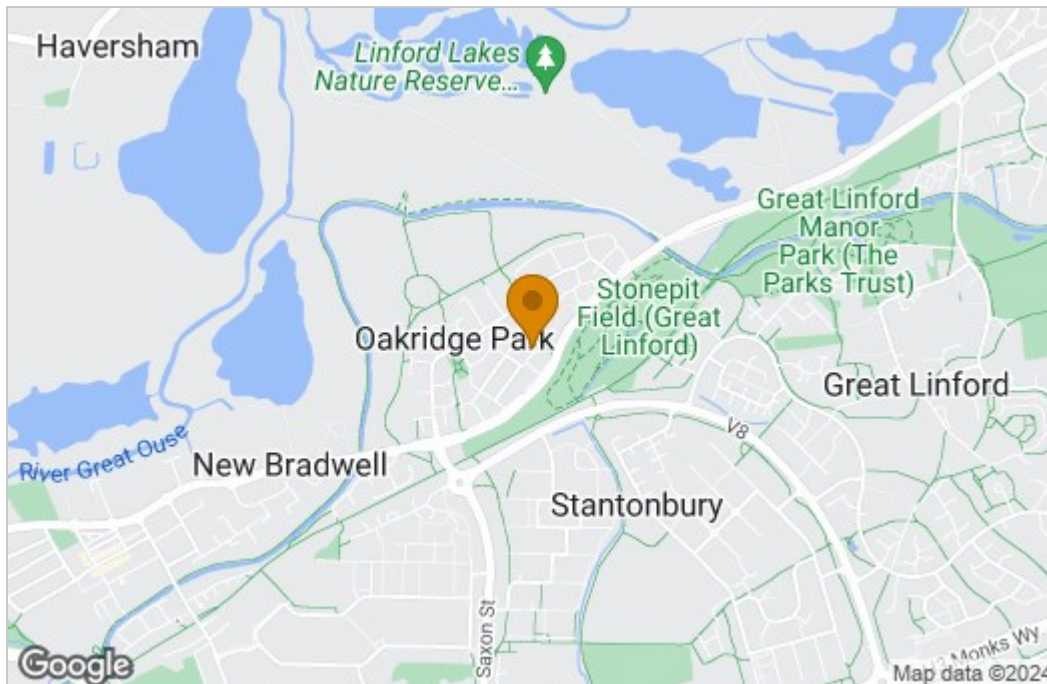 Haversham
Linford Lakes
Nature Reserve...
Great Linford
Manor
Park (The
Parks Trust)
Stonepit
Field (Great
Linford)
Oakridge Park
Great Linford
V8
River Great Ouse
New Bradwell
Stantonbury
Saxon St
Monks Wy
Google
Map data ©2024